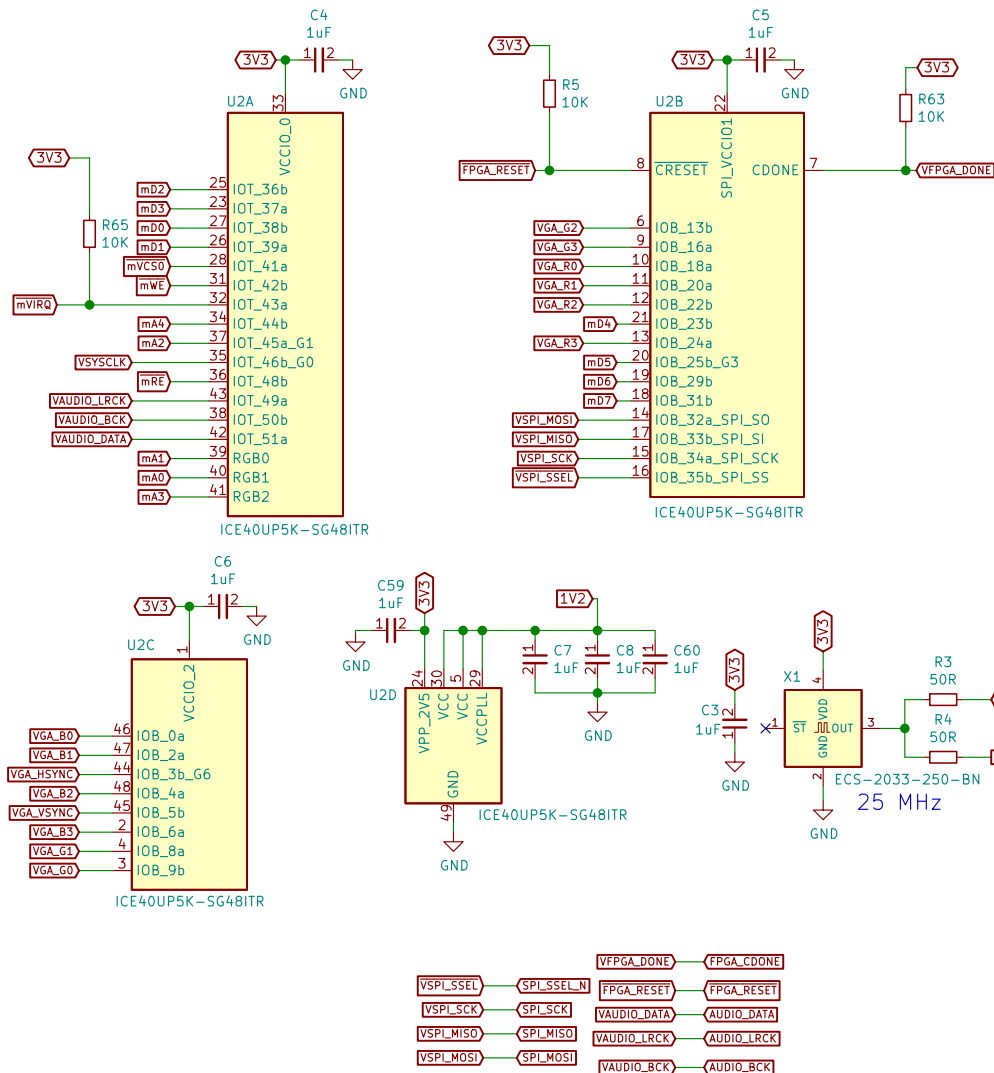 C4
1uF
3V3
1
2
GND
U2A
33
VCCIO_0
3V3
R65
10K
mD2 25 IOT_36b
mD3 23 IOT_37a
mD0 27 IOT_38b
mD1 26 IOT_39a
mVCS0 28 IOT_41a
mWE 31 IOT_42b
mVIRQ 32 IOT_43a
mA4 34 IOT_44b
mA2 37 IOT_45a_G1
VSYSCLK 35 IOT_46b_G0
mRE 36 IOT_48b
VAUDIO_LRCK 43 IOT_49a
VAUDIO_BCK 38 IOT_50b
VAUDIO_DATA 42 IOT_51a
mA1 39 RGB0
mA0 40 RGB1
mA3 41 RGB2
ICE40UP5K-SG48ITR
C5
1uF
3V3
1
2
GND
3V3
R5
10K
U2B
22
SPI_VCCIO1
3V3
R63
10K
FPGA_RESET 8 CRESET
CDONE 7 VFPGA_DONE
VGA_G2 6 IOB_13b
VGA_G3 9 IOB_16a
VGA_R0 10 IOB_18a
VGA_R1 11 IOB_20a
VGA_R2 12 IOB_22b
mD4 21 IOB_23b
VGA_R3 13 IOB_24a
mD5 20 IOB_25b_G3
mD6 19 IOB_29b
mD7 18 IOB_31b
VSPI_MOSI 14 IOB_32a_SPI_SO
VSPI_MISO 17 IOB_33b_SPI_SI
VSPI_SCK 15 IOB_34a_SPI_SCK
VSPI_SSEL 16 IOB_35b_SPI_SS
ICE40UP5K-SG48ITR
C6
1uF
3V3
1
2
GND
U2C
1
VCCIO_2
VGA_B0 46 IOB_0a
VGA_B1 47 IOB_2a
VGA_HSYNC 44 IOB_3b_G6
VGA_B2 48 IOB_4a
VGA_VSYNC 45 IOB_5b
VGA_B3 2 IOB_6a
VGA_G1 4 IOB_8a
VGA_G0 3 IOB_9b
ICE40UP5K-SG48ITR
C59
1uF
3V3
1
2
GND
1V2
U2D
24 VPP_2V5
30 VCC
5 VCC
29 VCCPLL
GND
49
GND
ICE40UP5K-SG48ITR
1
2
C7
1uF
1
2
C8
1uF
1
2
C60
1uF
GND
3V3
C3
1uF
2
1
GND
3V3
X1
4
VDD
1 ST
OUT 3
GND
2
GND
ECS-2033-250-BN
25 MHz
R3
50R
R4
50R
VSPI_SSEL SPI_SSEL_N
VSPI_SCK SPI_SCK
VSPI_MISO SPI_MISO
VSPI_MOSI SPI_MOSI
VFPGA_DONE FPGA_CDONE
FPGA_RESET FPGA_RESET
VAUDIO_DATA AUDIO_DATA
VAUDIO_LRCK AUDIO_LRCK
VAUDIO_BCK AUDIO_BCK